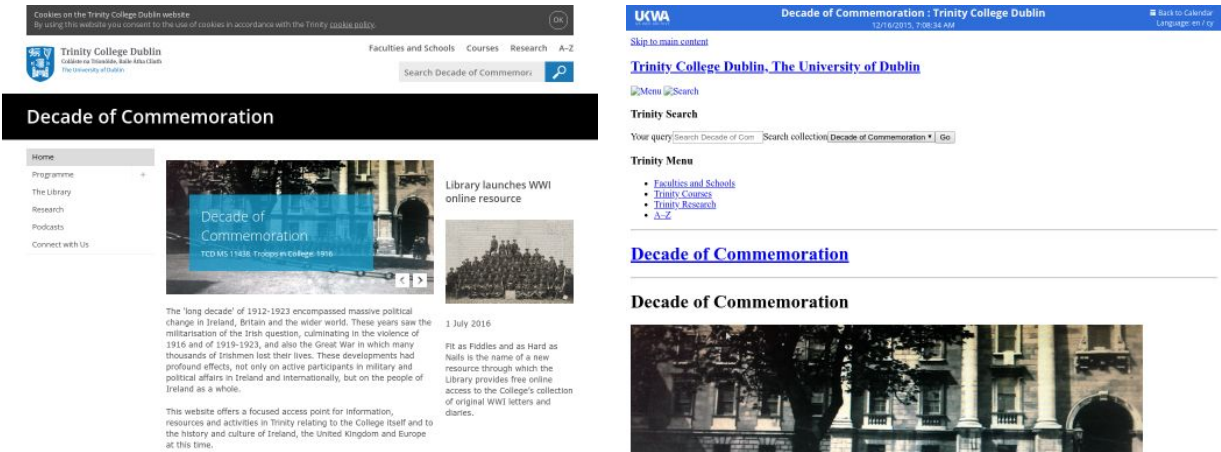 Cookies on the Trinity College Dublin website
By using this website you consent to the use of cookies in accordance with the Trinity cookie policy.
OK
Trinity College Dublin
Coláiste na Tríonóide, Baile Átha Cliath
The University of Dublin
Faculties and Schools Courses Research A–Z
Search Decade of Commemora
Decade of Commemoration
Home
Programme +
The Library
Research
Podcasts
Connect with Us
Decade of
Commemoration
TCD MS 11438. Troops in College. 1916
Library launches WWI
online resource
The 'long decade' of 1912-1923 encompassed massive political
change in Ireland, Britain and the wider world. These years saw the
militarisation of the Irish question, culminating in the violence of
1916 and of 1919-1923, and also the Great War in which many
thousands of Irishmen lost their lives. These developments had
profound effects, not only on active participants in military and
political affairs in Ireland and internationally, but on the people of
Ireland as a whole.
This website offers a focused access point for information,
resources and activities in Trinity relating to the College itself and to
the history and culture of Ireland, the United Kingdom and Europe
at this time.
1 July 2016
Fit as Fiddles and as Hard as
Nails is the name of a new
resource through which the
Library provides free online
access to the College's collection
of original WWI letters and
diaries.
UKWA
Decade of Commemoration : Trinity College Dublin
12/16/2015, 7:08:34 AM
Back to Calendar
Language: en / cy
Skip to main content
Trinity College Dublin, The University of Dublin
Menu Search
Trinity Search
Your query Search Decade of Com Search collection Decade of Commemoration Go
Trinity Menu
• Faculties and Schools
• Trinity Courses
• Trinity Research
• A–Z
Decade of Commemoration
Decade of Commemoration